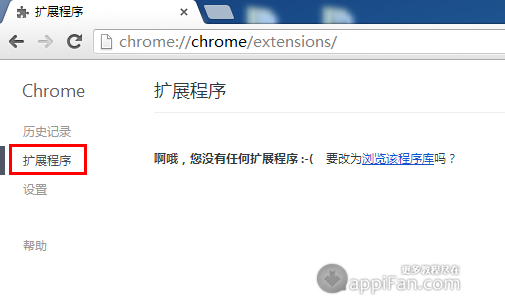 扩展程序
chrome://chrome/extensions/
Chrome
扩展程序
历史记录
扩展程序
啊哦，您没有任何扩展程序 :-( 要改为浏览该程序库吗？
设置
帮助
更多教程尽在
appiFan.com